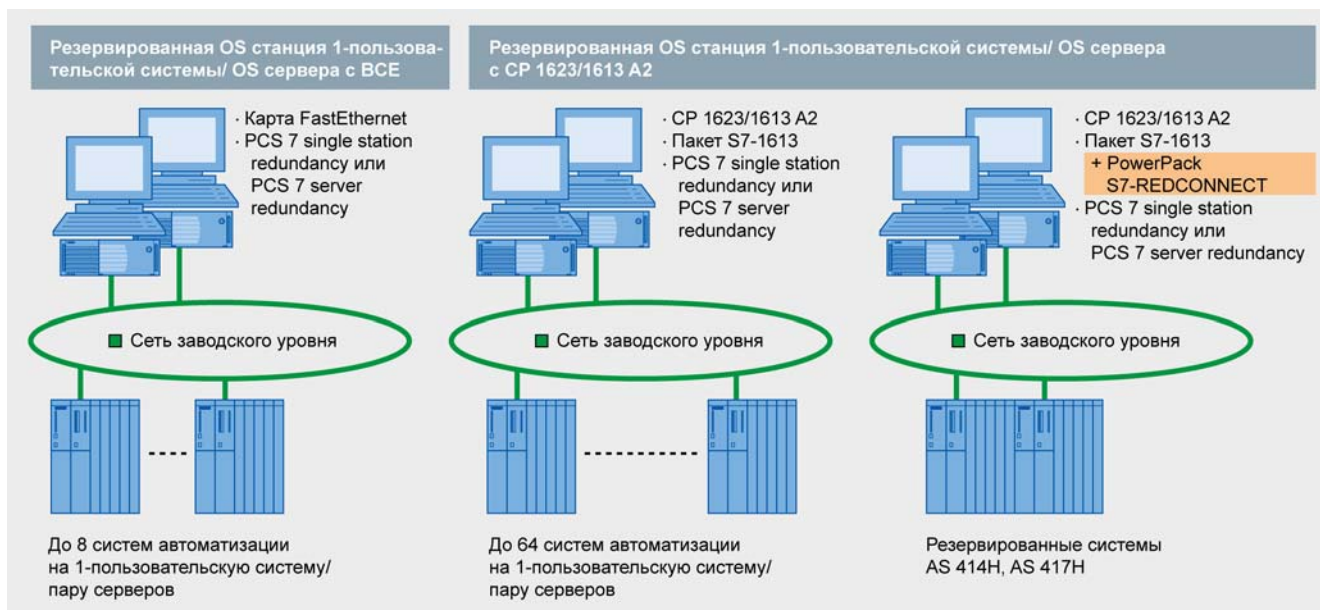 Резервированная OS станция 1-пользова-
тельской системы/ OS сервера с BCE
Резервированная OS станция 1-пользовательской системы/ OS сервера
с CP 1623/1613 A2
· Карта FastEthernet
· PCS 7 single station
redundancy или
PCS 7 server
redundancy
· CP 1623/1613 A2
· Пакет S7-1613
· PCS 7 single station
redundancy или
PCS 7 server
redundancy
· CP 1623/1613 A2
· Пакет S7-1613
+ PowerPack
S7-REDCONNECT
· PCS 7 single station
redundancy или
PCS 7 server redundancy
Сеть заводского уровня
Сеть заводского уровня
Сеть заводского уровня
До 8 систем автоматизации
на 1-пользовательскую систему/
пару серверов
До 64 систем автоматизации
на 1-пользовательскую систему/
пару серверов
Резервированные системы
AS 414H, AS 417H